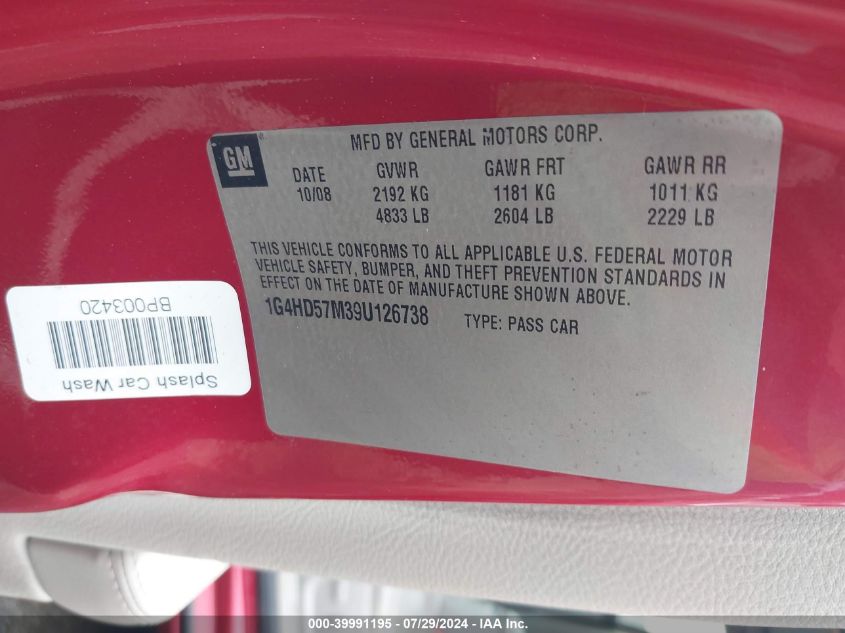 GM
MFD BY GENERAL MOTORS CORP.
DATE GVWR GAWR FRT GAWR RR
10/08 2192 KG 1181 KG 1011 KG
4833 LB 2604 LB 2229 LB
THIS VEHICLE CONFORMS TO ALL APPLICABLE U.S. FEDERAL MOTOR
VEHICLE SAFETY, BUMPER, AND THEFT PREVENTION STANDARDS IN
EFFECT ON THE DATE OF MANUFACTURE SHOWN ABOVE.
1G4HD57M39U126738 TYPE: PASS CAR
Splash Car Wash
BP003420
000-39991195 - 07/29/2024 - IAA Inc.